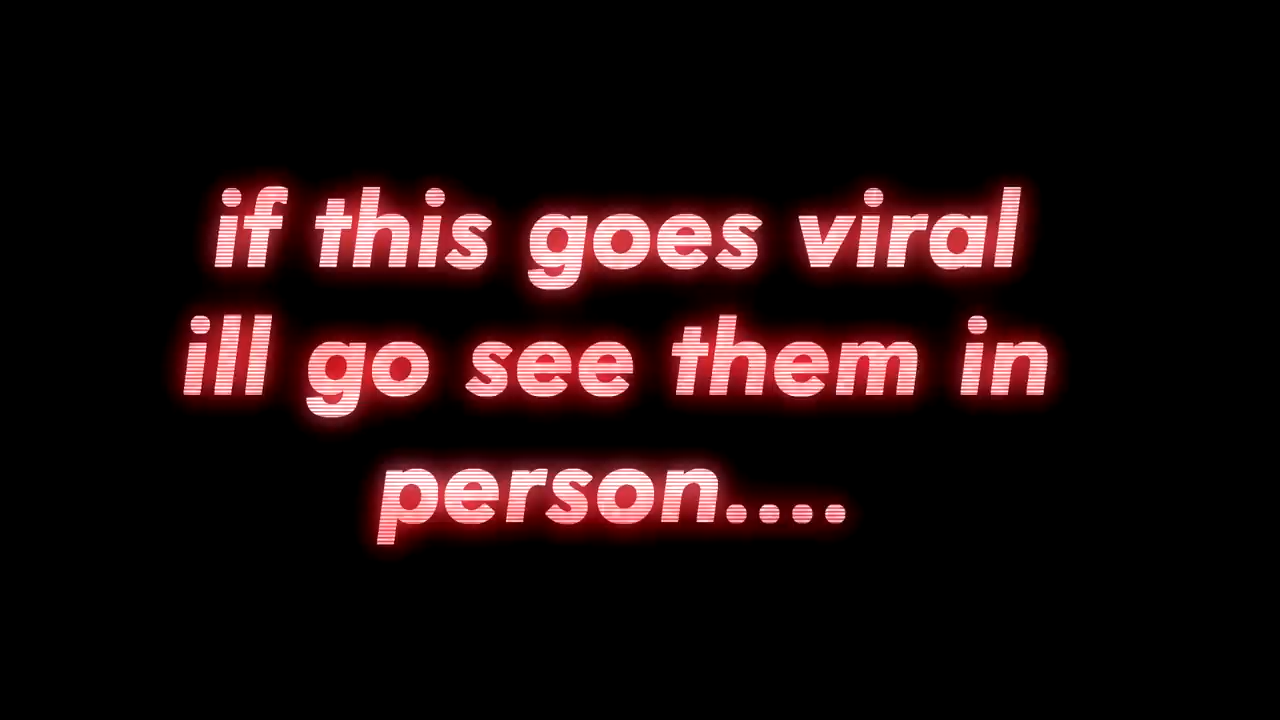 if this goes viral
ill go see them in
person....